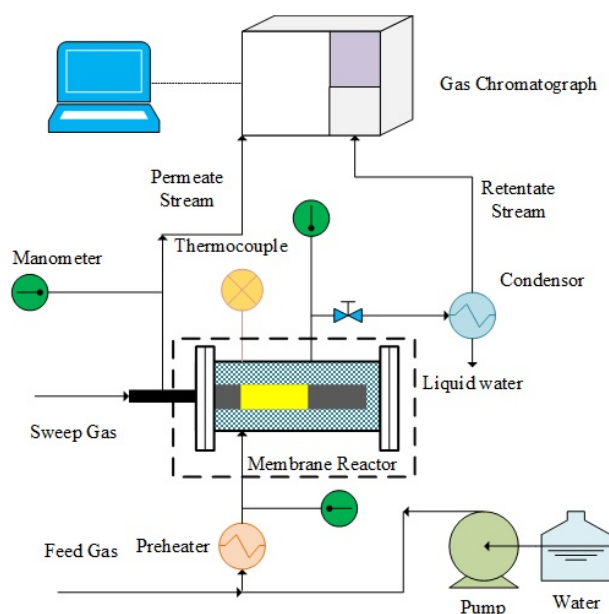 Gas Chromatograph
Permeate
Stream
Retentate
Stream
Manometer
Thermocouple
Condensor
Liquid water
Sweep Gas
Membrane Reactor
Feed Gas
Preheater
Pump
Water